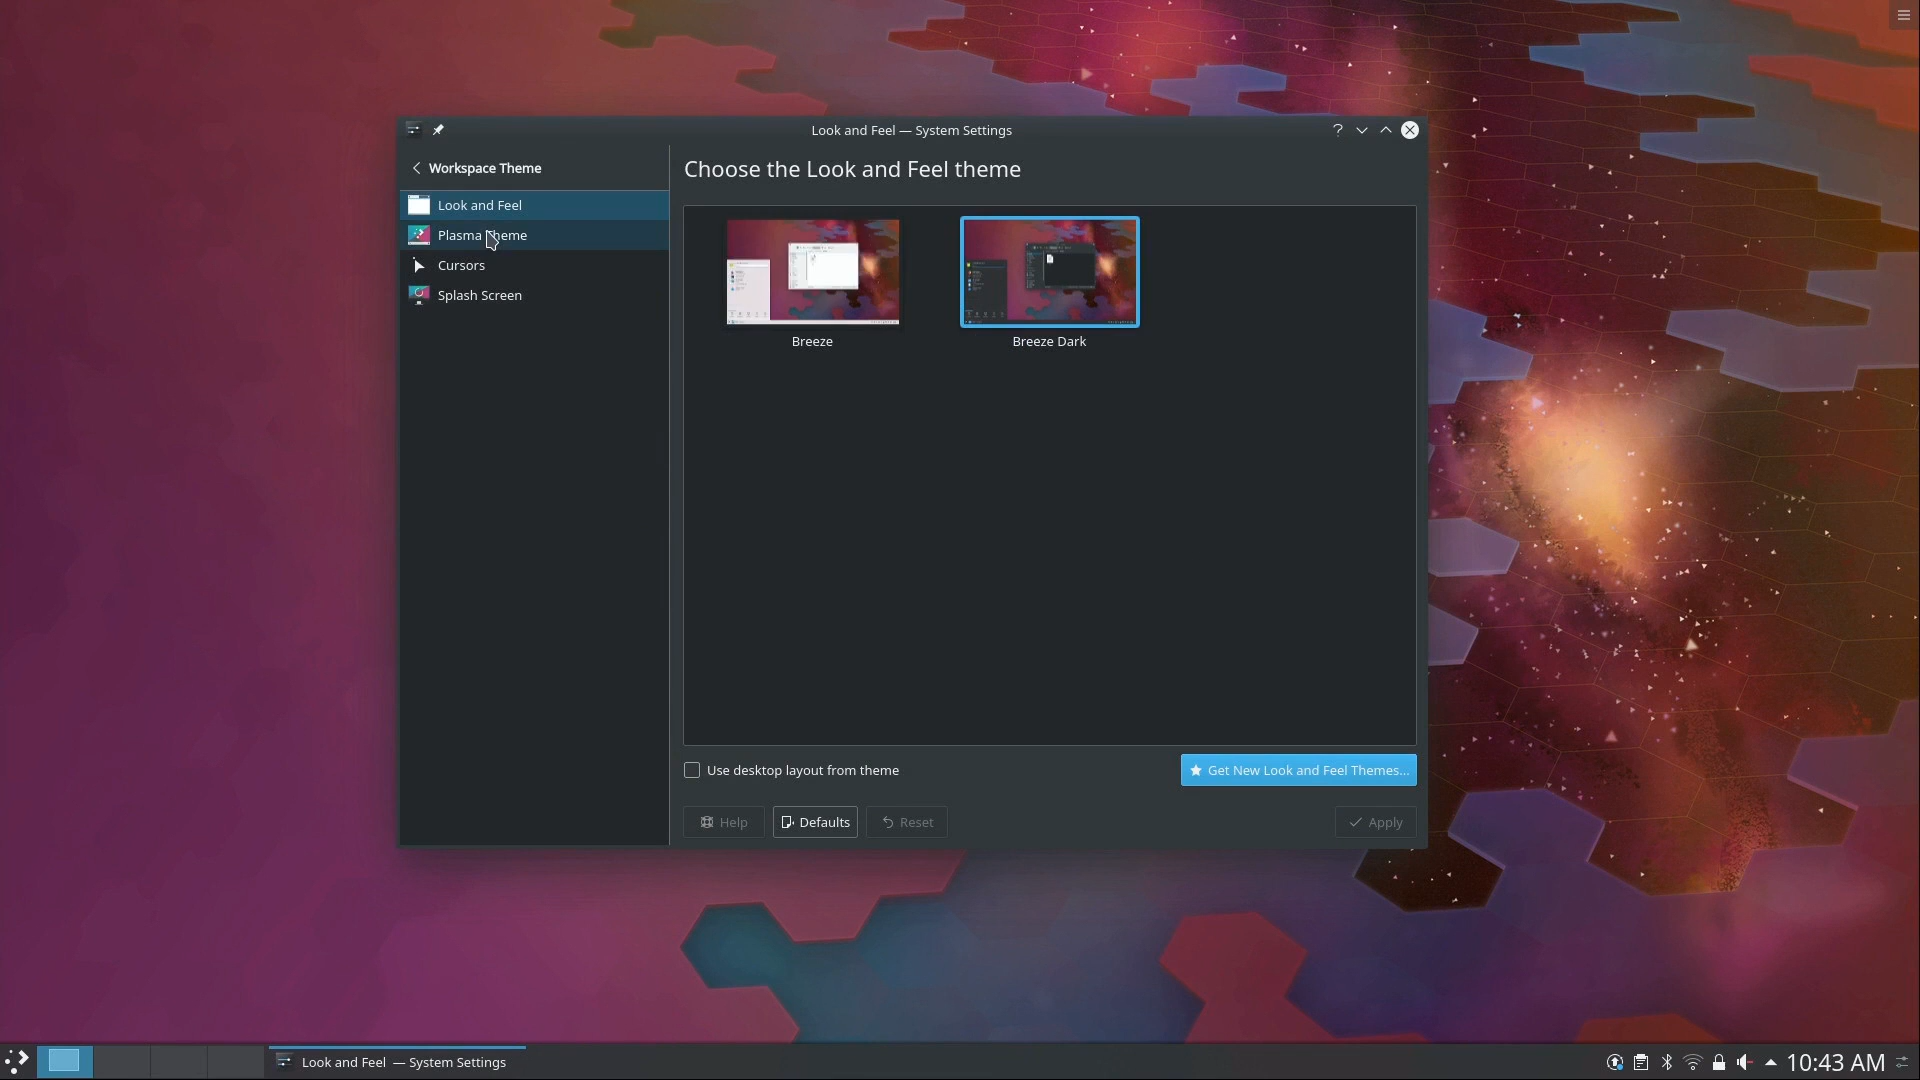 Look and Feel — System Settings
Workspace Theme
Look and Feel
Plasma Theme
Cursors
Splash Screen
Choose the Look and Feel theme
Breeze
Breeze Dark
Use desktop layout from theme
Get New Look and Feel Themes...
Help
Defaults
Reset
Apply
Look and Feel — System Settings
10:43 AM